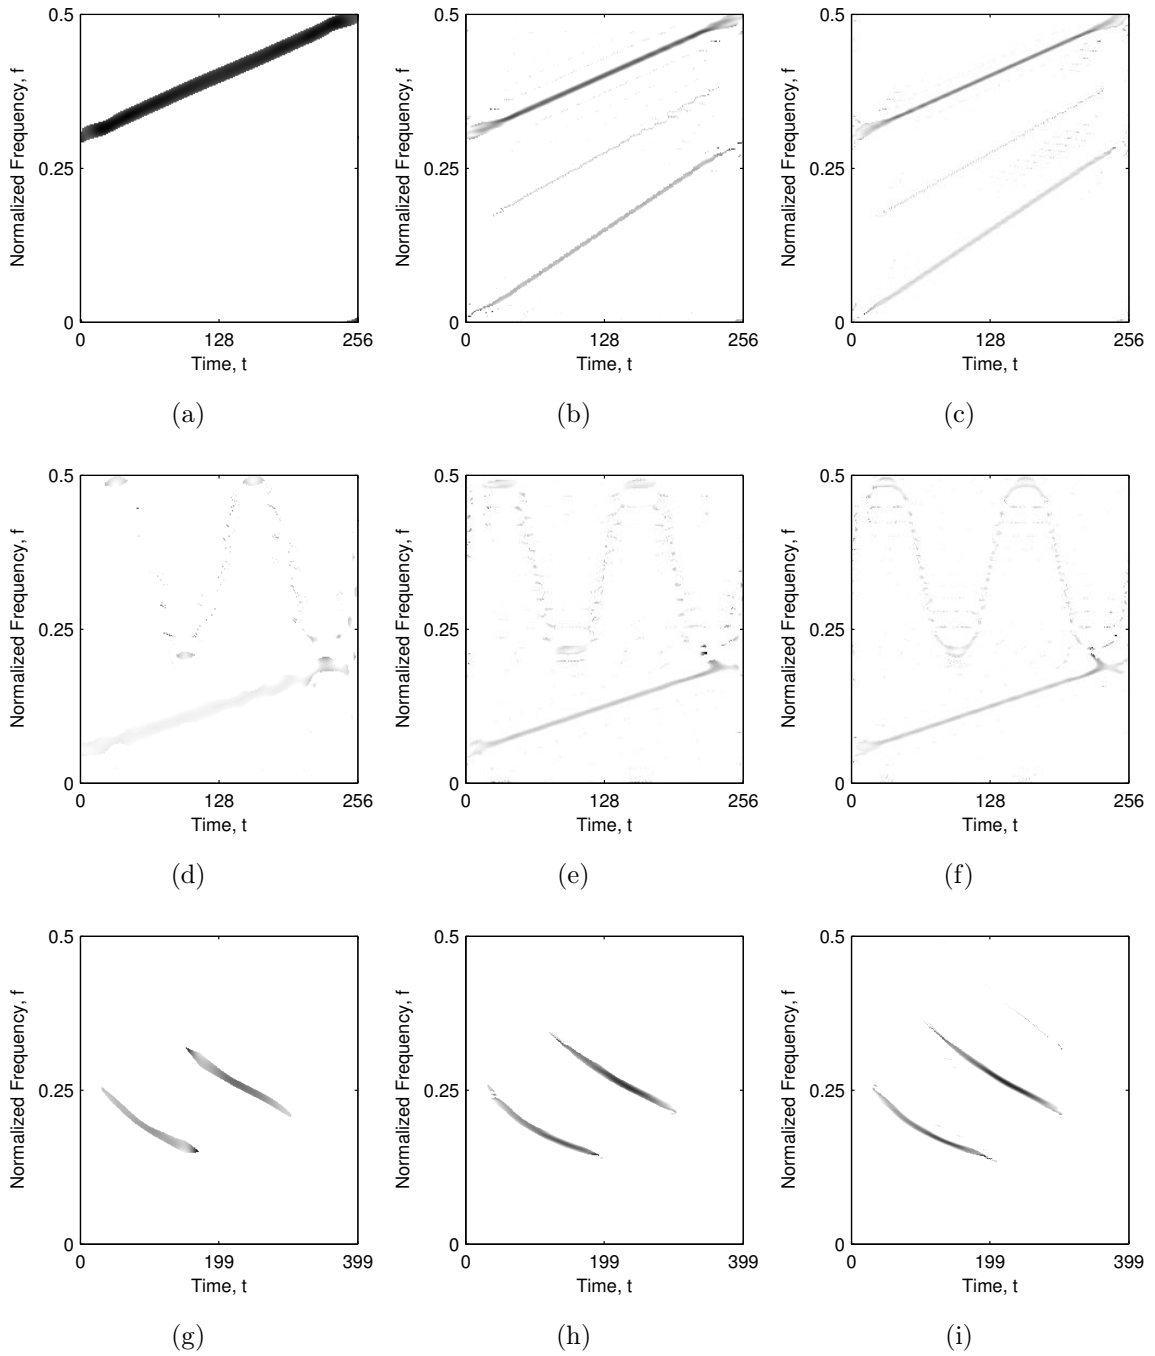 0.5 0.5 0.5
Normalized Frequency, f Normalized Frequency, f Normalized Frequency, f
0.25 0.25 0.25
0 0 0
0 128 256 0 128 256 0 128 256
Time, t Time, t Time, t
(a) (b) (c)
0.5 0.5 0.5
Normalized Frequency, f Normalized Frequency, f Normalized Frequency, f
0.25 0.25 0.25
0 0 0
0 128 256 0 128 256 0 128 256
Time, t Time, t Time, t
(d) (e) (f)
0.5 0.5 0.5
Normalized Frequency, f Normalized Frequency, f Normalized Frequency, f
0.25 0.25 0.25
0 0 0
0 199 399 0 199 399 0 199 399
Time, t Time, t Time, t
(g) (h) (i)